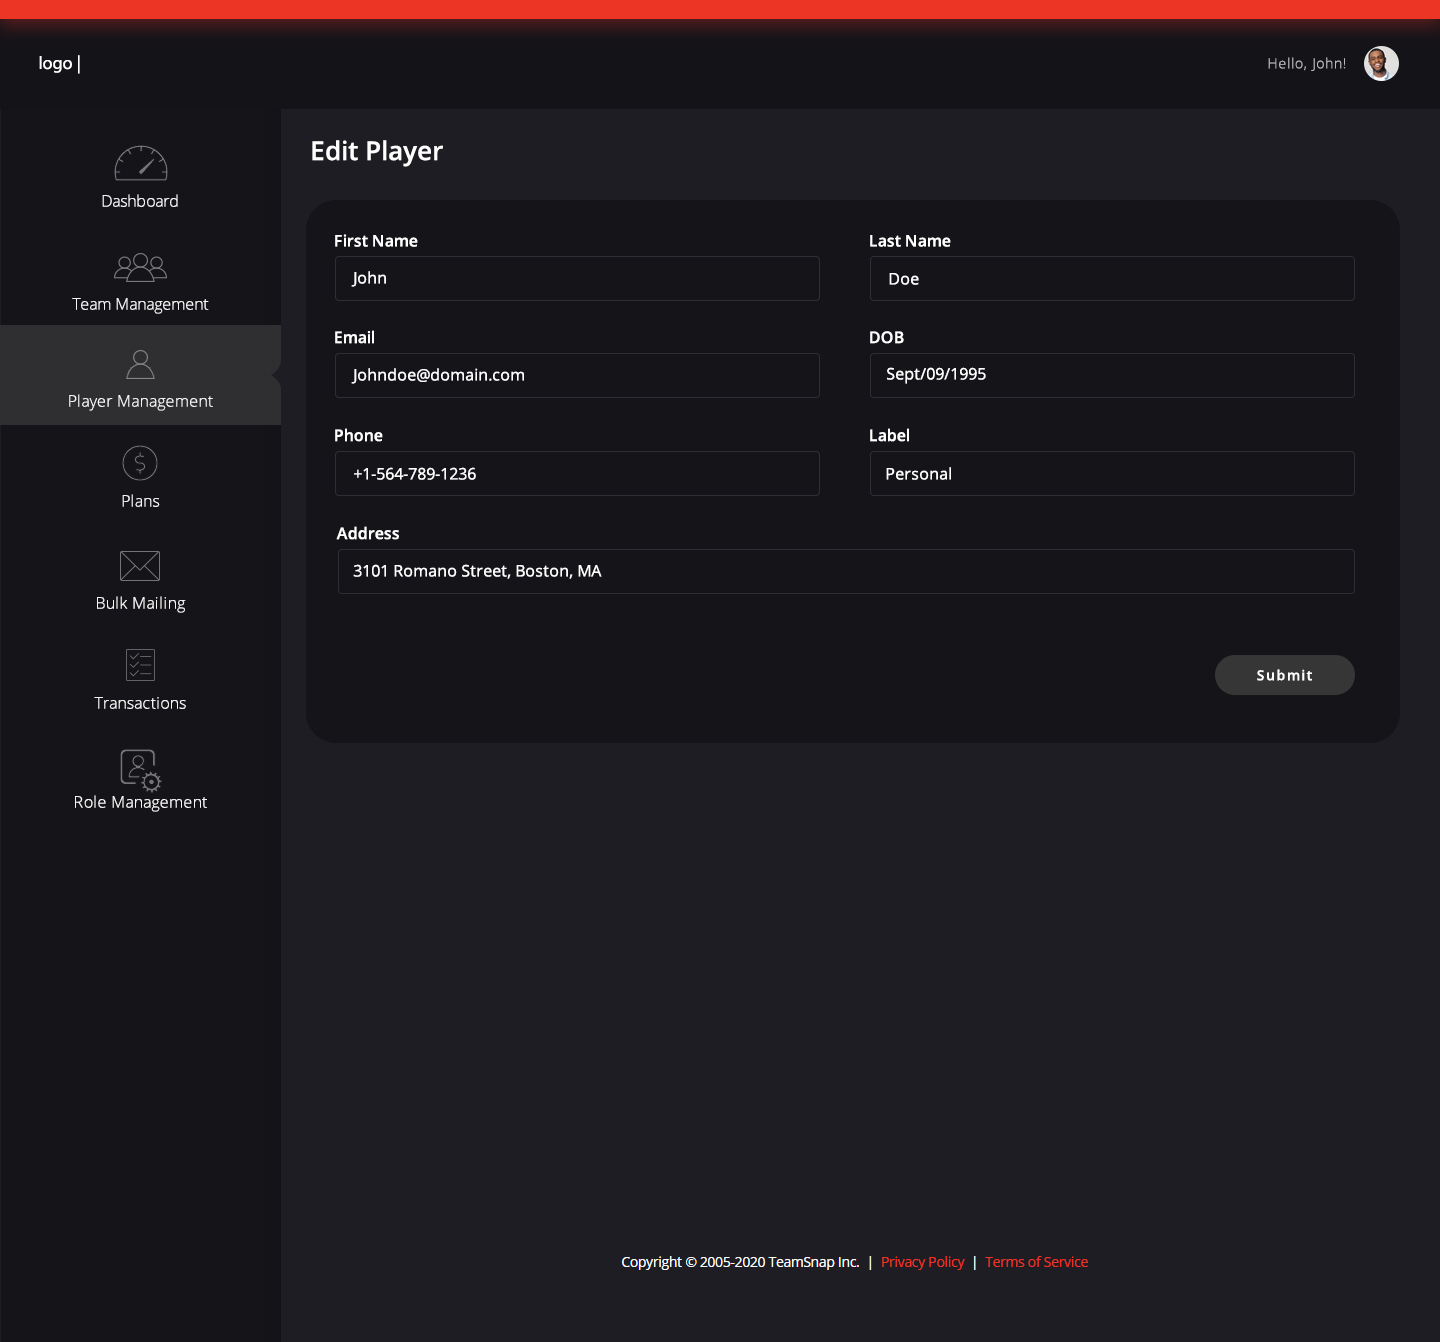 logo |
Hello, John!
Edit Player
Dashboard
Team Management
Player Management
Plans
$
Bulk Mailing
Transactions
Role Management
First Name
Last Name
John
Doe
Email
DOB
Johndoe@domain.com
Sept/09/1995
Phone
Label
+1-564-789-1236
Personal
Address
3101 Romano Street, Boston, MA
Submit
Copyright © 2005-2020 TeamSnap Inc. | Privacy Policy | Terms of Service